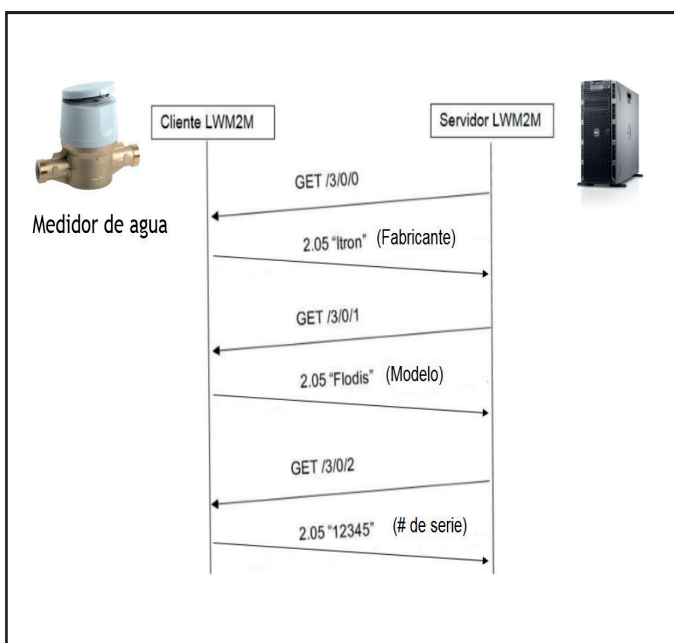 Cliente LWM2M
Servidor LWM2M
Medidor de agua
GET /3/0/0
2.05 "Itron" (Fabricante)
GET /3/0/1
2.05 "Flodis" (Modelo)
GET /3/0/2
2.05 "12345" (# de serie)